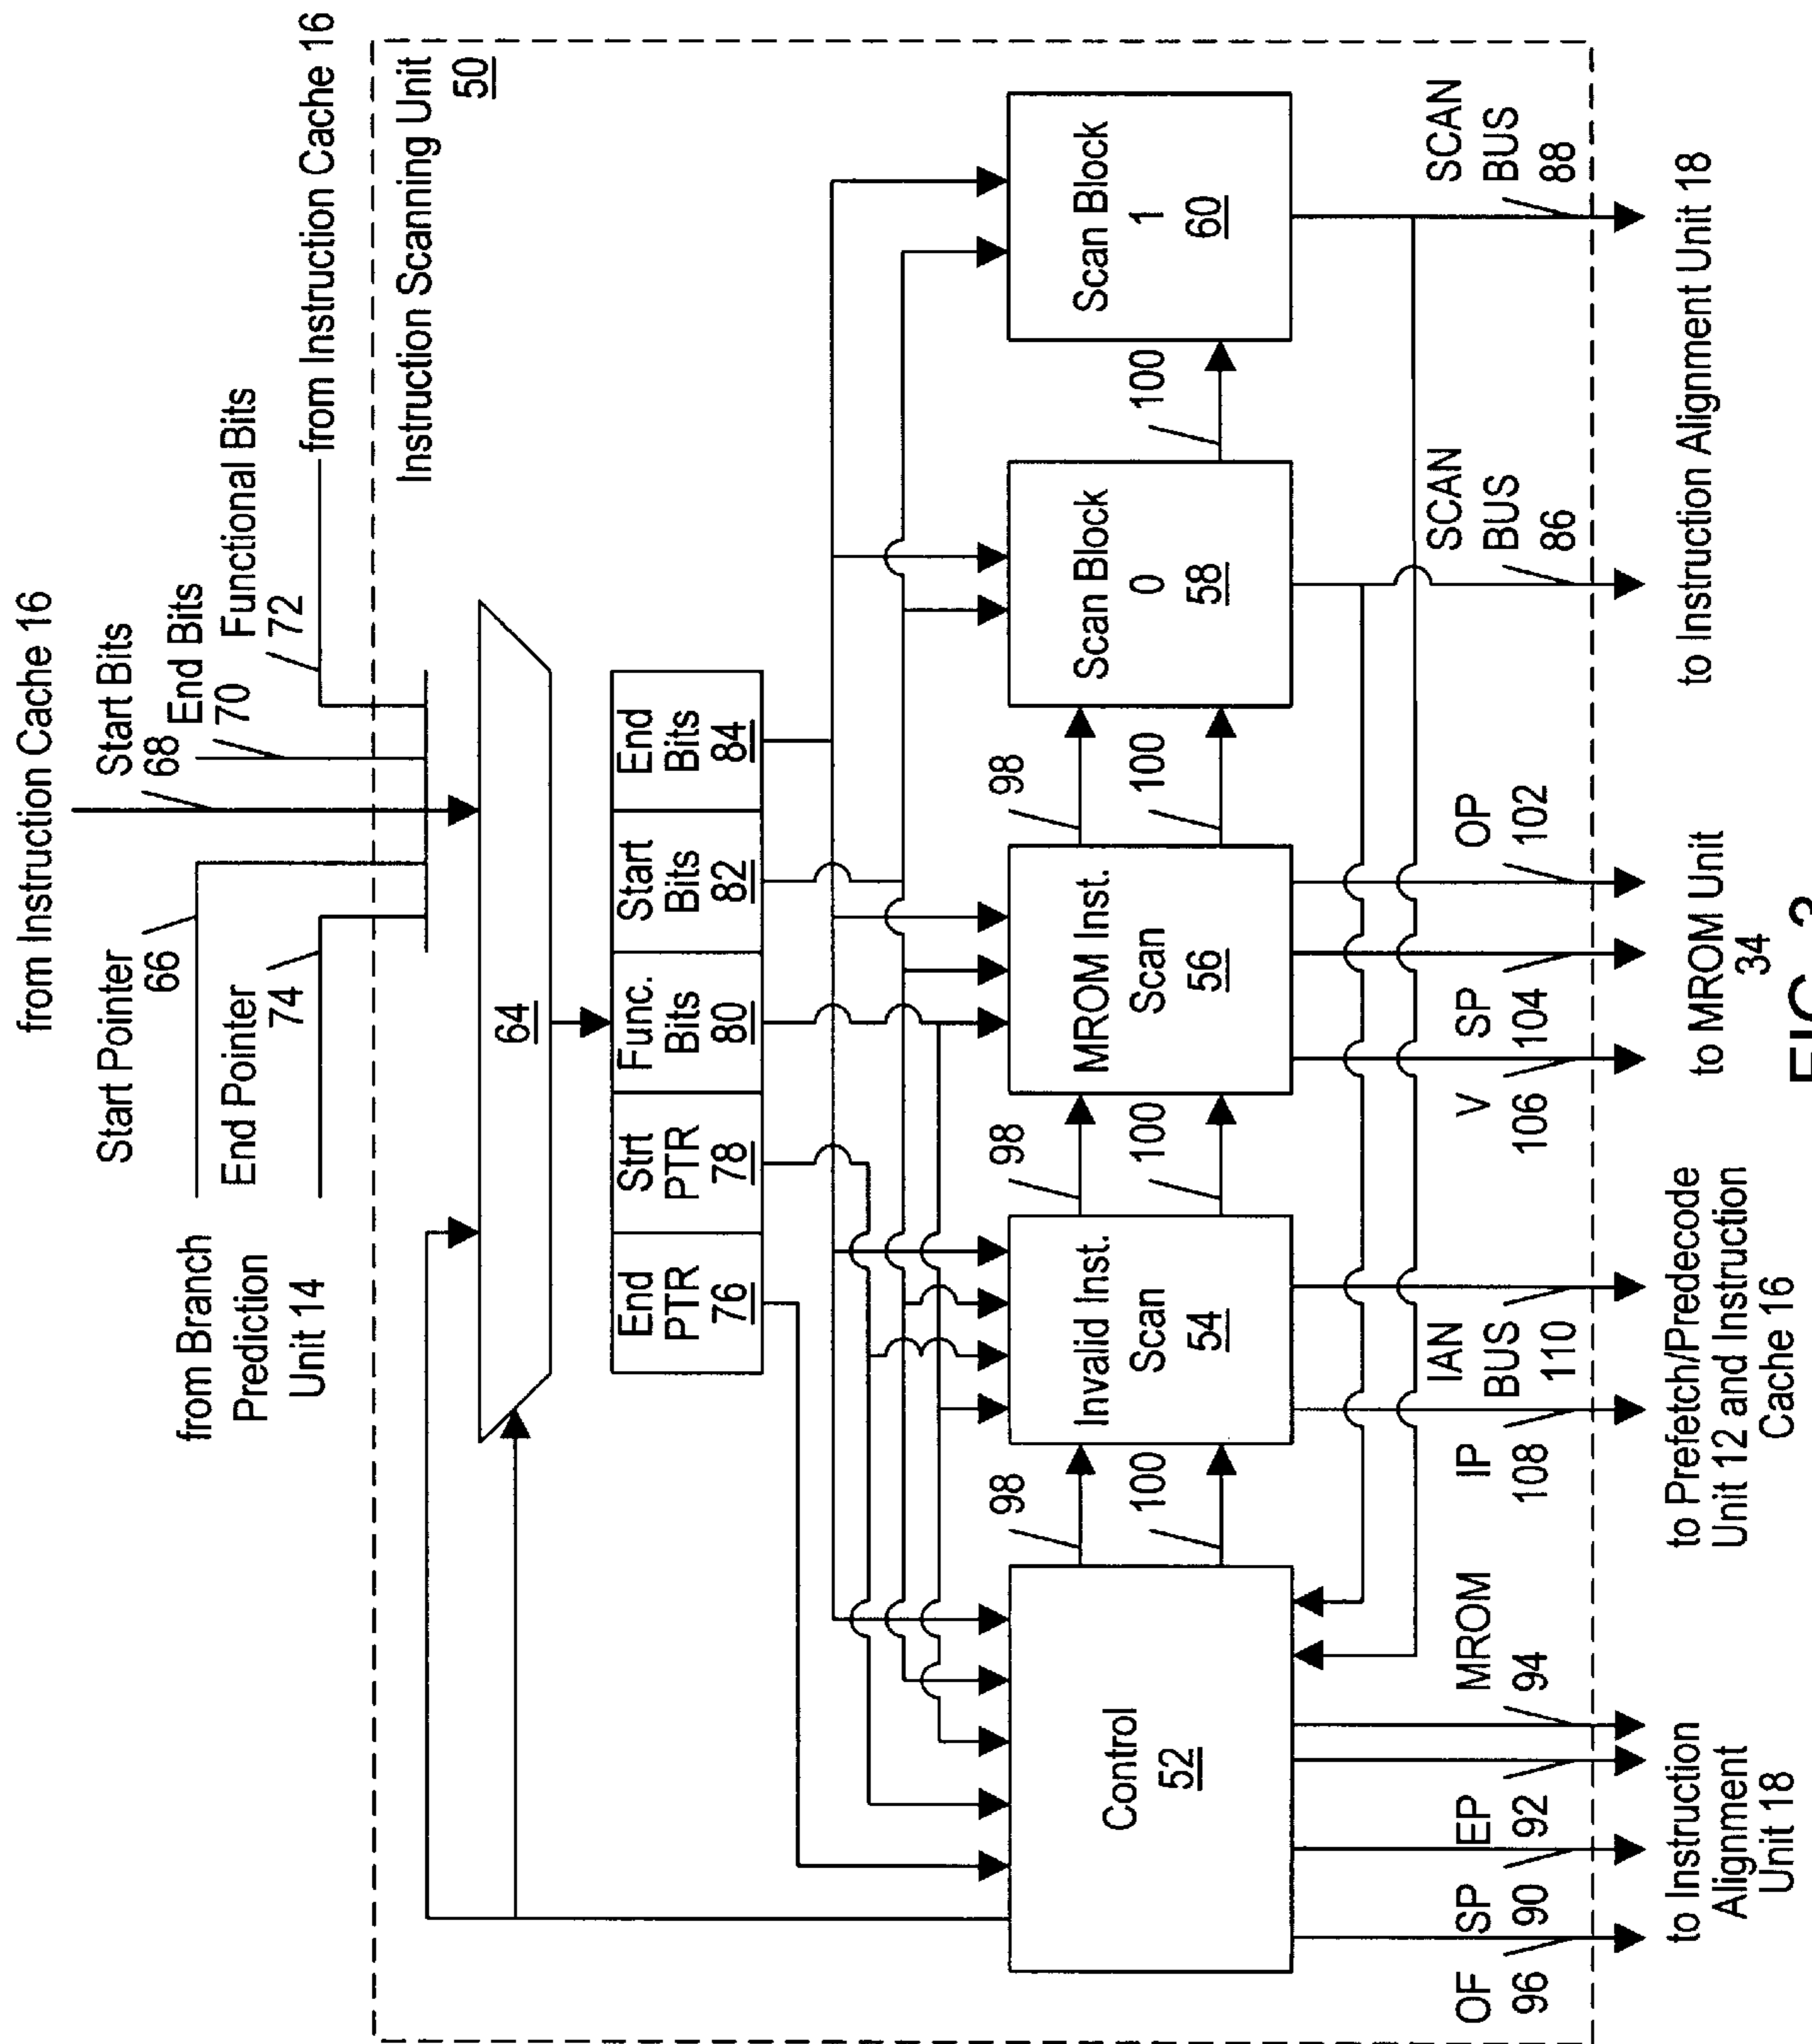 from Instruction Cache 16
Start Bits
68
End Bits
70
Functional Bits
72
from Instruction Cache 16
Start Pointer
66
End Pointer
74
from Branch
Prediction
Unit 14
Instruction Scanning Unit
50
64
End
PTR
76
Strt
PTR
78
Func.
Bits
80
Start
Bits
82
End
Bits
84
Control
52
98
100
Invalid Inst.
Scan
54
98
100
MROM Inst.
Scan
56
98
100
Scan Block
0
58
100
Scan Block
1
60
OF
96
SP
90
EP
92
MROM
94
IP
108
IAN
BUS
110
V
106
SP
104
OP
102
SCAN
BUS
86
SCAN
BUS
88
to Instruction
Alignment
Unit 18
to Prefetch/Predecode
Unit 12 and Instruction
Cache 16
to MROM Unit
34
to Instruction Alignment Unit 18